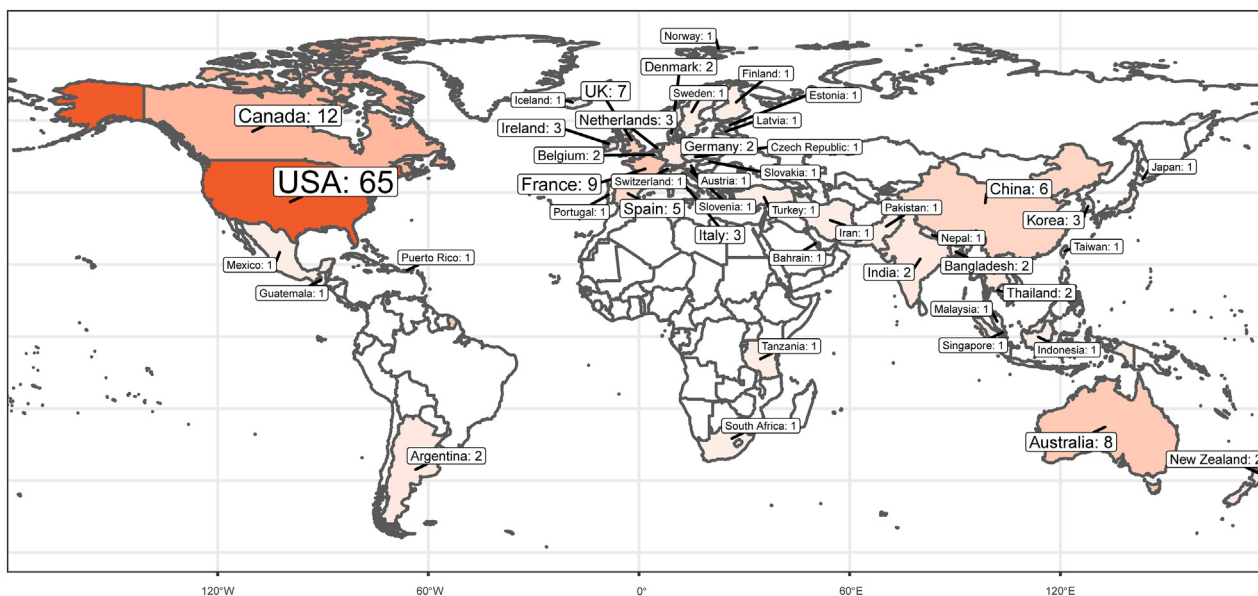 Norway: 1
Denmark: 2
Finland: 1
UK: 7
Sweden: 1
Estonia: 1
Iceland: 1
Netherlands: 3
Latvia: 1
Canada: 12
Ireland: 3
Germany: 2
Czech Republic: 1
Belgium: 2
Slovakia: 1
Japan: 1
USA: 65
France: 9
Switzerland: 1
Austria: 1
China: 6
Portugal: 1
Spain: 5
Slovenia: 1
Turkey: 1
Pakistan: 1
Korea: 3
Italy: 3
Iran: 1
Nepal: 1
Taiwan: 1
Mexico: 1
Puerto Rico: 1
Bahrain: 1
India: 2
Bangladesh: 2
Guatemala: 1
Thailand: 2
Malaysia: 1
Tanzania: 1
Singapore: 1
Indonesia: 1
South Africa: 1
Argentina: 2
Australia: 8
New Zealand: 2
120°W
60°W
0°
60°E
120°E